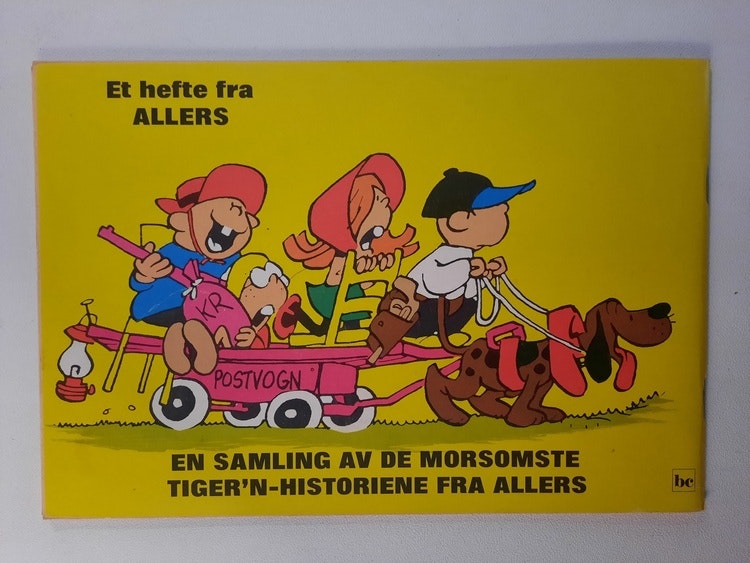 Et hefte fra
ALLERS
KR
POSTVOGN
EN SAMLING AV DE MORSOMSTE
TIGER'N-HISTORIENE FRA ALLERS
bc